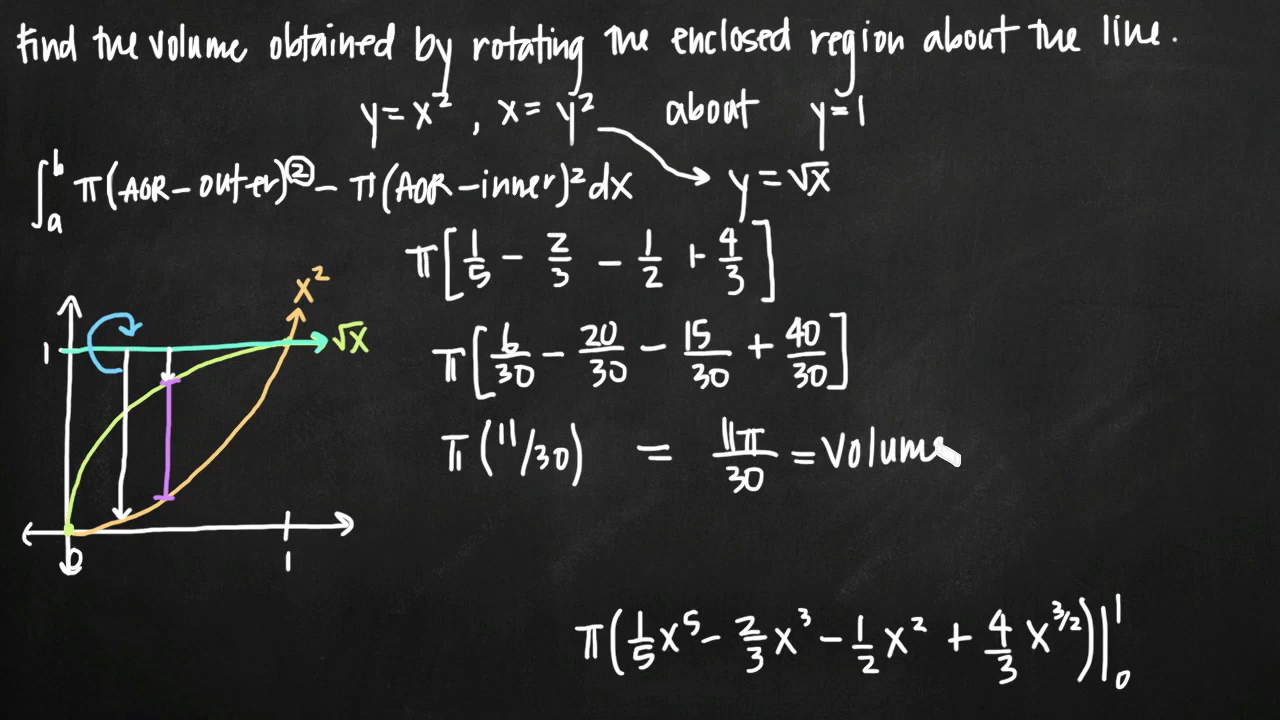 Find the volume obtained by rotating the enclosed region about the line.
y = x², x = y² about y = 1
∫ₐᵇ π(AOR - outer)² - π(AOR - inner)² dx
y = √x
π[1/5 - 2/3 - 1/2 + 4/3]
x²
1
√x
π[6/30 - 20/30 - 15/30 + 40/30]
π(11/30) = 11π/30 = Volume
0
1
π(1/5 x⁵ - 2/3 x³ - 1/2 x² + 4/3 x^(3/2))|₀¹